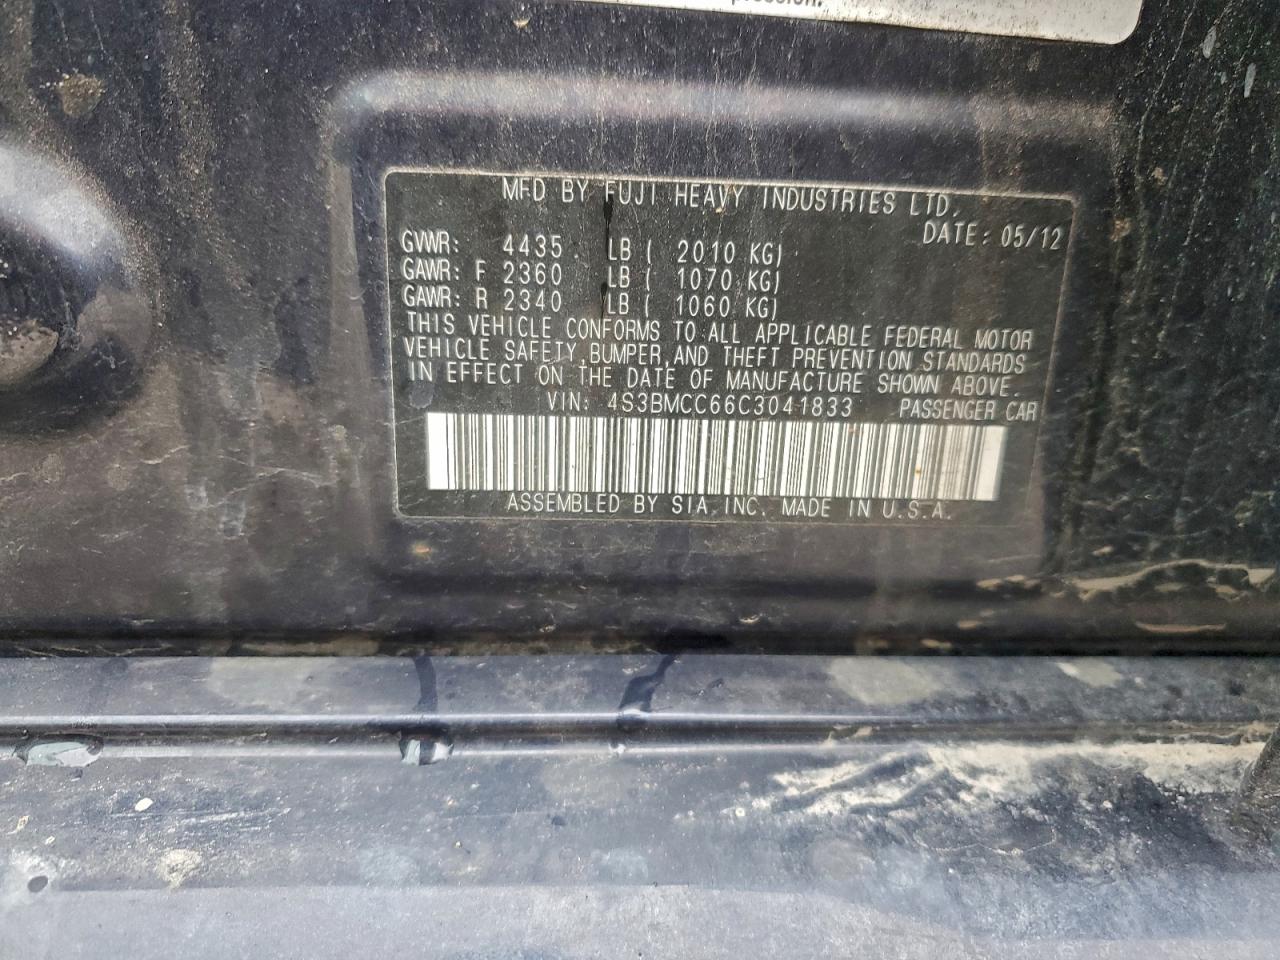 MFD BY FUJI HEAVY INDUSTRIES LTD.
DATE: 05/12
GVWR: 4435 LB ( 2010 KG)
GAWR: F 2360 LB ( 1070 KG)
GAWR: R 2340 LB ( 1060 KG)
THIS VEHICLE CONFORMS TO ALL APPLICABLE FEDERAL MOTOR
VEHICLE SAFETY,BUMPER,AND THEFT PREVENTION STANDARDS
IN EFFECT ON THE DATE OF MANUFACTURE SHOWN ABOVE.
VIN: 4S3BMCC66C3041833 PASSENGER CAR
ASSEMBLED BY SIA,INC. MADE IN U.S.A.